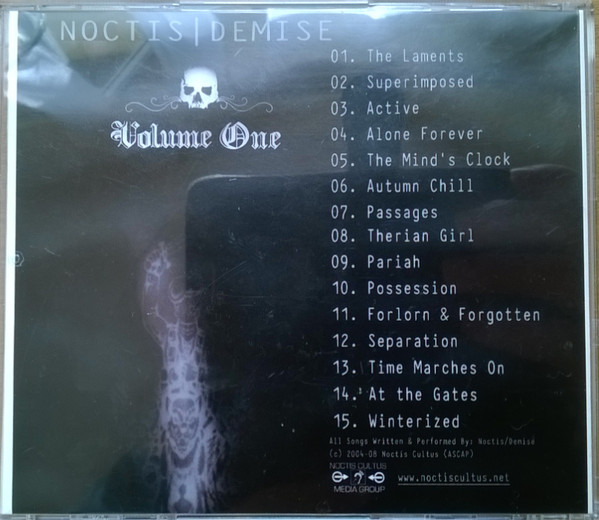 NOCTIS|DEMISE
Volume One
01. The Laments
02. Superimposed
03. Active
04. Alone Forever
05. The Mind's Clock
06. Autumn Chill
07. Passages
08. Therian Girl
09. Pariah
10. Possession
11. Forlorn & Forgotten
12. Separation
13. Time Marches On
14. At the Gates
15. Winterized
All Songs Written & Performed By: Noctis/Demise
(c) 2004-08 Noctis Cultus (ASCAP)
NOCTIS CULTUS
MEDIA GROUP
www.noctiscultus.net